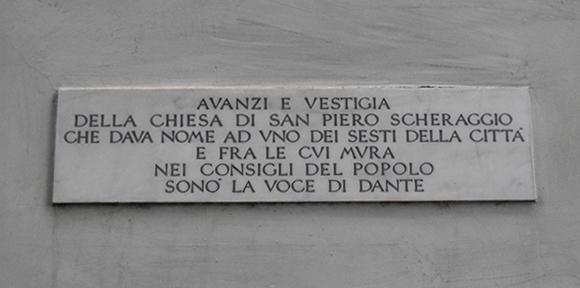 AVANZI E VESTIGIA
DELLA CHIESA DI SAN PIERO SCHERAGGIO
CHE DAVA NOME AD VNO DEI SESTI DELLA CITTÁ
E FRA LE CVI MVRA
NEI CONSIGLI DEL POPOLO
SONÒ LA VOCE DI DANTE